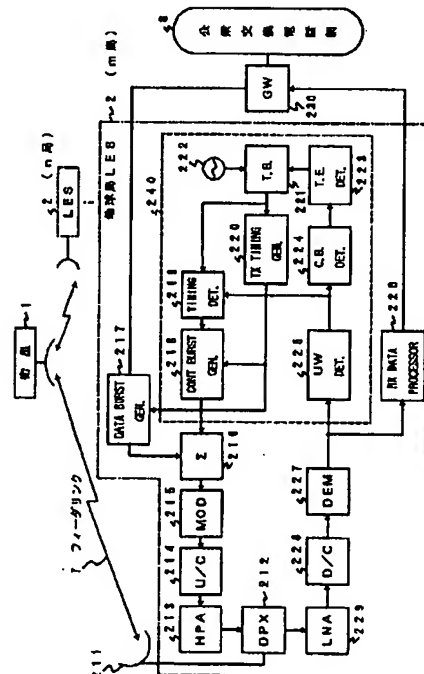 衛星
1
2 (n局)
LES
i
7 フィーダリンク
211
地球局LES
2 (m局)
公衆交換電話網
8
GW
230
240
DATA BURST GEN.
217
222
T.B.
221
TIMING DET.
219
TX TIMING GEN.
220
T.E. DET.
223
CONT BURST GEN.
218
C.B. DET.
224
UW DET.
225
Σ
216
MOD
215
U/C
214
HPA
213
DPX
212
LNA
229
D/C
228
DEM
227
RX DATA PROCESSOR
226